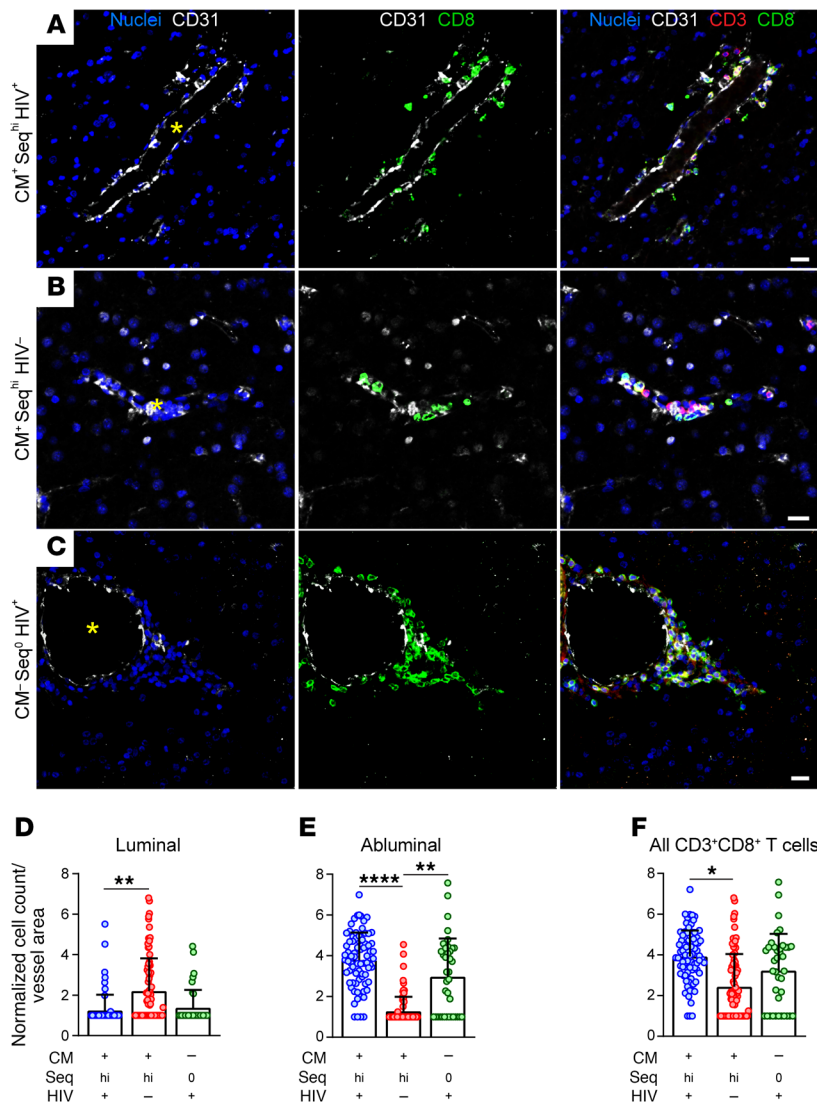 A
Nuclei CD31
CD31 CD8
Nuclei CD31 CD3 CD8
CM⁺ Seqʰⁱ HIV⁺
*
B
CM⁺ Seqʰⁱ HIV⁻
*
C
CM⁻ Seq⁰ HIV⁺
*
D
Luminal
Normalized cell count/
vessel area
8
6
4
2
0
**
CM + + −
Seq hi hi 0
HIV + − +
E
Abluminal
8
6
4
2
0
**** **
CM + + −
Seq hi hi 0
HIV + − +
F
All CD3⁺CD8⁺ T cells
8
6
4
2
0
*
CM + + −
Seq hi hi 0
HIV + − +